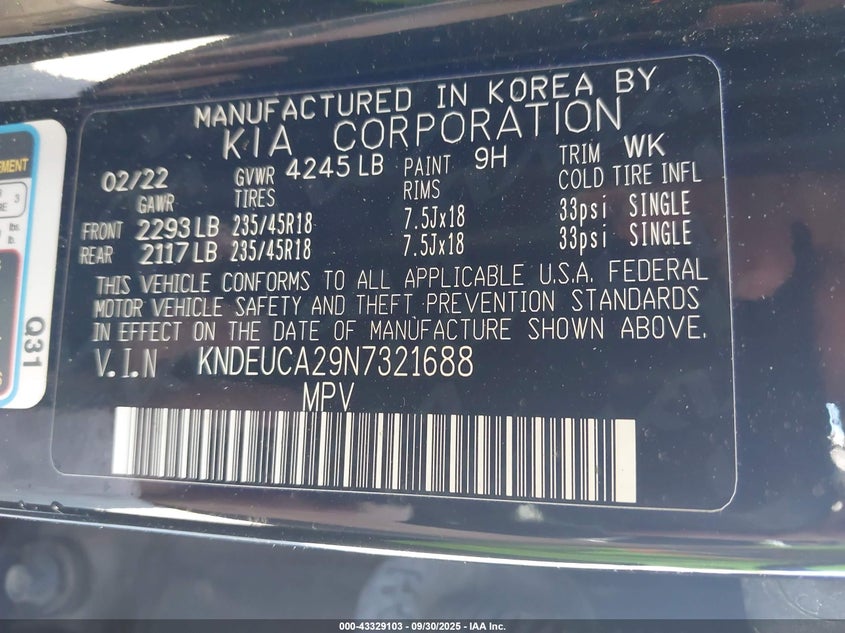 MANUFACTURED IN KOREA BY
KIA CORPORATION
02/22 GVWR 4245 LB PAINT 9H TRIM WK
GAWR TIRES RIMS COLD TIRE INFL
FRONT 2293 LB 235/45R18 7.5Jx18 33psi SINGLE
REAR 2117 LB 235/45R18 7.5Jx18 33psi SINGLE
THIS VEHICLE CONFORMS TO ALL APPLICABLE U.S.A. FEDERAL
MOTOR VEHICLE SAFETY AND THEFT PREVENTION STANDARDS
IN EFFECT ON THE DATE OF MANUFACTURE SHOWN ABOVE.
V.I.N KNDEUCA29N7321688
MPV
3
lbs.
lb.
Q31
000-43329103 - 09/30/2025 - IAA Inc.